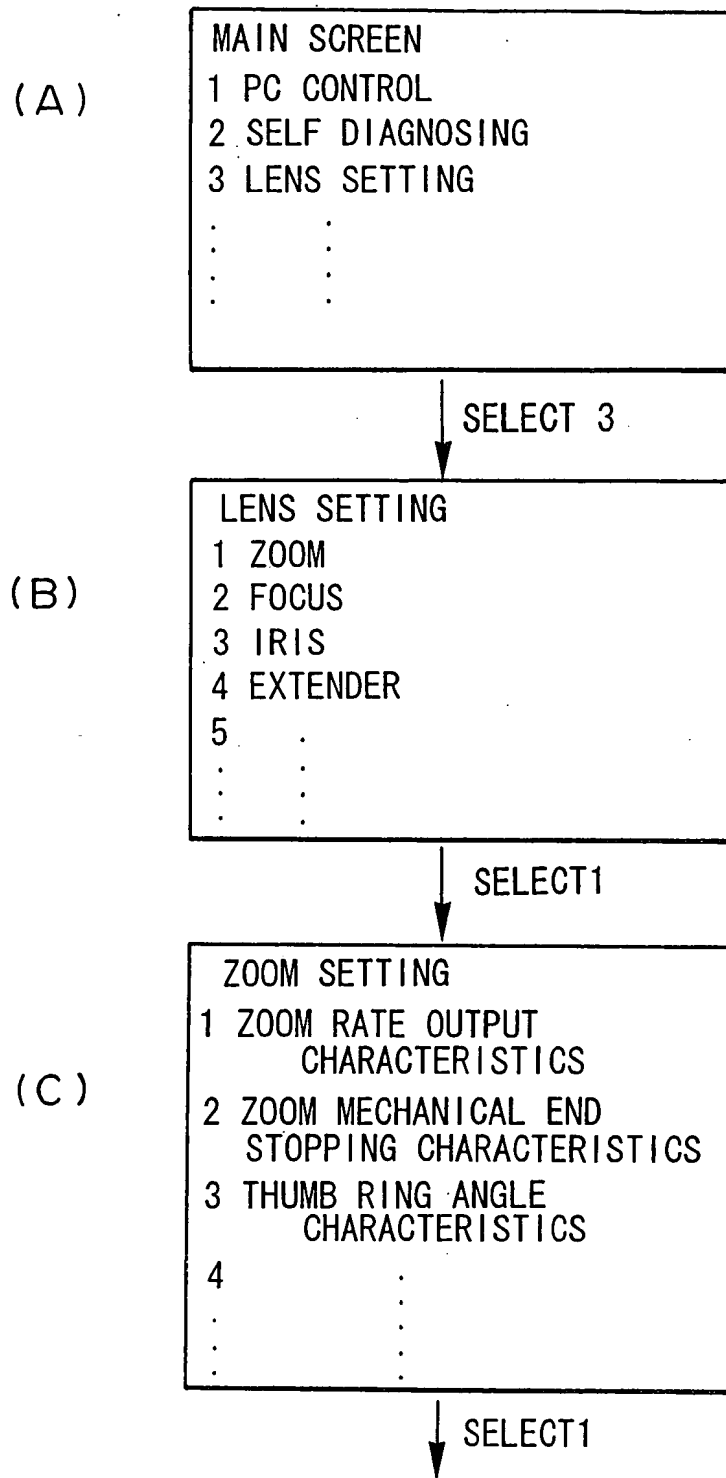 (A)
MAIN SCREEN
1 PC CONTROL
2 SELF DIAGNOSING
3 LENS SETTING
SELECT 3
(B)
LENS SETTING
1 ZOOM
2 FOCUS
3 IRIS
4 EXTENDER
5
SELECT1
(C)
ZOOM SETTING
1 ZOOM RATE OUTPUT
CHARACTERISTICS
2 ZOOM MECHANICAL END
STOPPING CHARACTERISTICS
3 THUMB RING ANGLE
CHARACTERISTICS
4
SELECT1